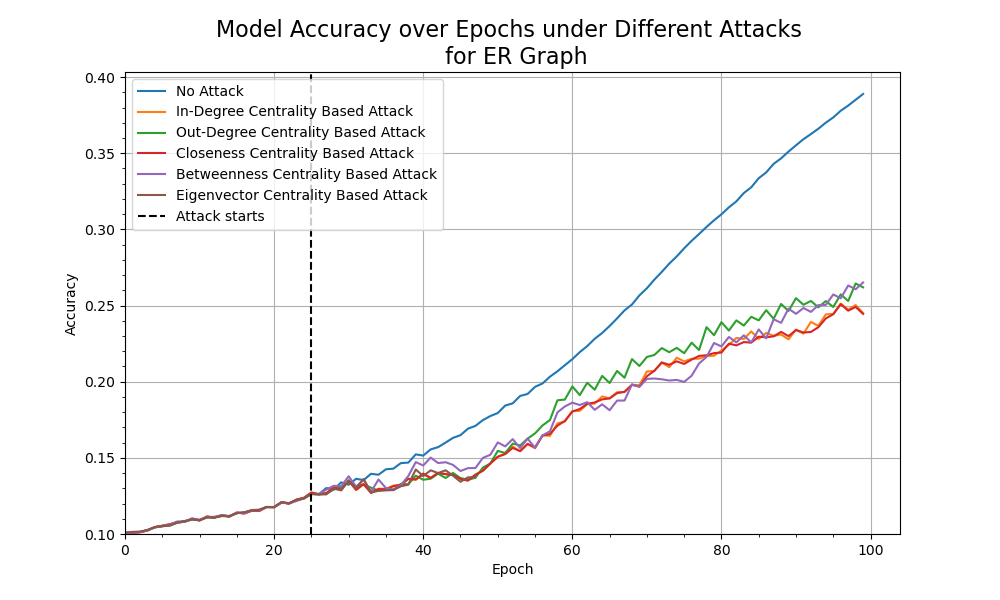 Model Accuracy over Epochs under Different Attacks
for ER Graph
No Attack
In-Degree Centrality Based Attack
Out-Degree Centrality Based Attack
Closeness Centrality Based Attack
Betweenness Centrality Based Attack
Eigenvector Centrality Based Attack
Attack starts
Accuracy
0.40
0.35
0.30
0.25
0.20
0.15
0.10
0 20 40 60 80 100
Epoch